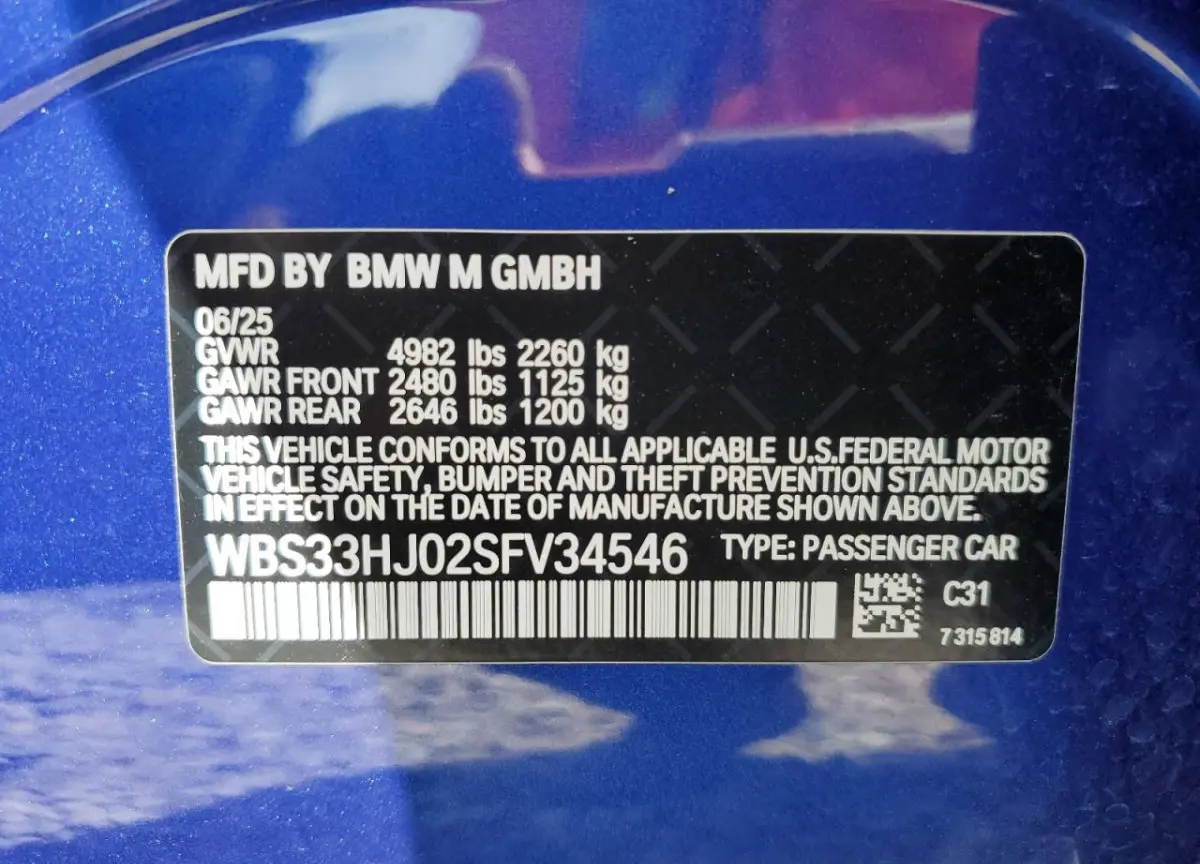 MFD BY BMW M GMBH
06/25
GVWR 4982 lbs 2260 kg
GAWR FRONT 2480 lbs 1125 kg
GAWR REAR 2646 lbs 1200 kg
THIS VEHICLE CONFORMS TO ALL APPLICABLE U.S.FEDERAL MOTOR
VEHICLE SAFETY, BUMPER AND THEFT PREVENTION STANDARDS
IN EFFECT ON THE DATE OF MANUFACTURE SHOWN ABOVE.
WBS33HJ02SFV34546 TYPE: PASSENGER CAR
C31
7 315 814